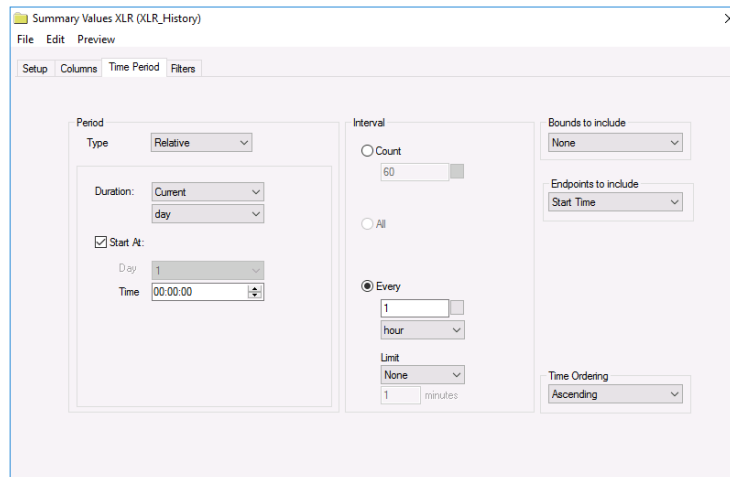 Summary Values XLR (XLR_History)
File Edit Preview
Setup Columns Time Period Filters
Period
Type Relative
Duration: Current
day
Start At:
Day 1
Time 00:00:00
Interval
Count
60
All
Every
1
hour
Limit
None
1 minutes
Bounds to include
None
Endpoints to include
Start Time
Time Ordering
Ascending